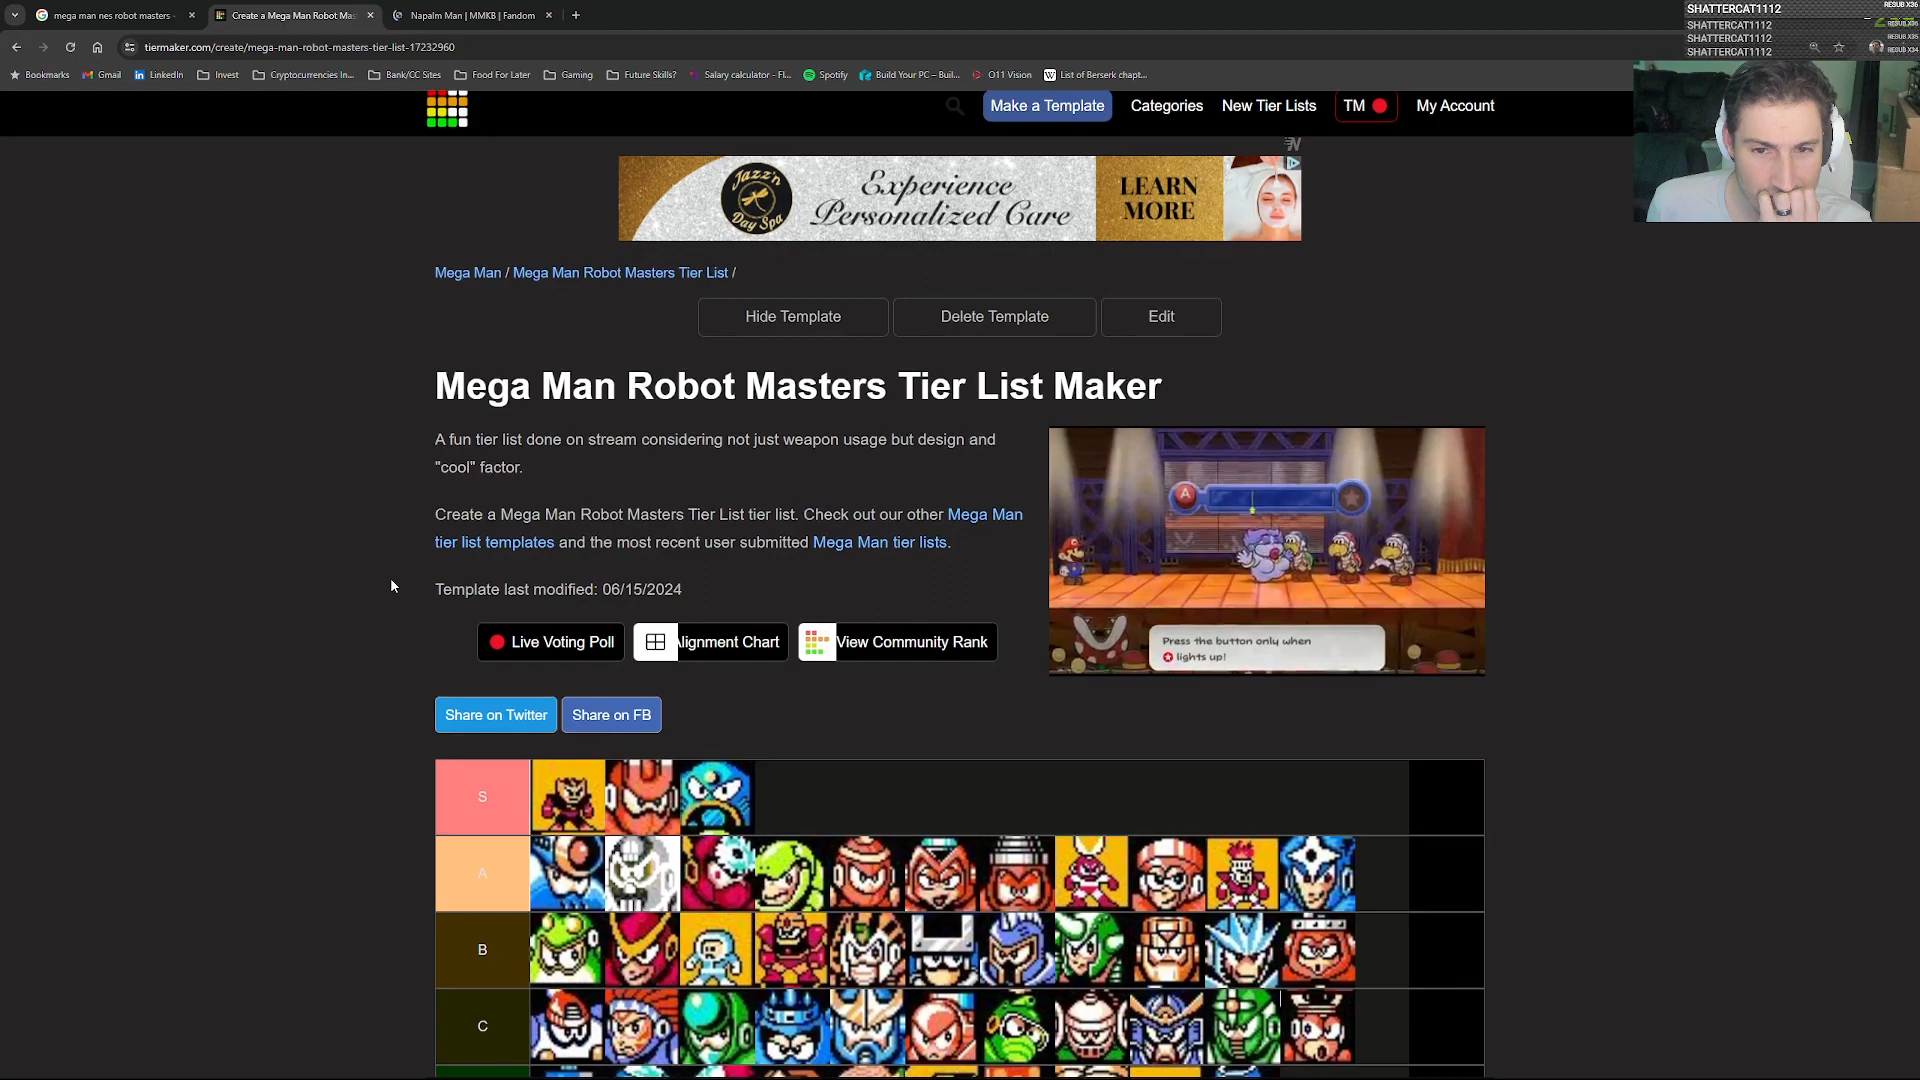 mega man nes robot masters -
Create a Mega Man Robot Mas
Napalm Man | MMKB | Fandom
tiermaker.com/create/mega-man-robot-masters-tier-list-17232960
Bookmarks
Gmail
LinkedIn
Invest
Cryptocurrencies In...
Bank/CC Sites
Food For Later
Gaming
Future Skills?
Salary calculator - Fl...
Spotify
Build Your PC – Buil...
O11 Vision
List of Berserk chapt...
SHATTERCAT1112
RESUB X36
SHATTERCAT1112
SHATTERCAT1112
RESUB X35
SHATTERCAT1112
RESUB X34
Make a Template
Categories
New Tier Lists
TM
My Account
Jazz'n
Day Spa
Experience
Personalized Care
LEARN
MORE
Mega Man / Mega Man Robot Masters Tier List /
Hide Template
Delete Template
Edit
Mega Man Robot Masters Tier List Maker
A fun tier list done on stream considering not just weapon usage but design and
"cool" factor.
Create a Mega Man Robot Masters Tier List tier list. Check out our other Mega Man
tier list templates and the most recent user submitted Mega Man tier lists.
Template last modified: 06/15/2024
A
Press the button only when
lights up!
Live Voting Poll
Alignment Chart
View Community Rank
Share on Twitter
Share on FB
S
A
B
C